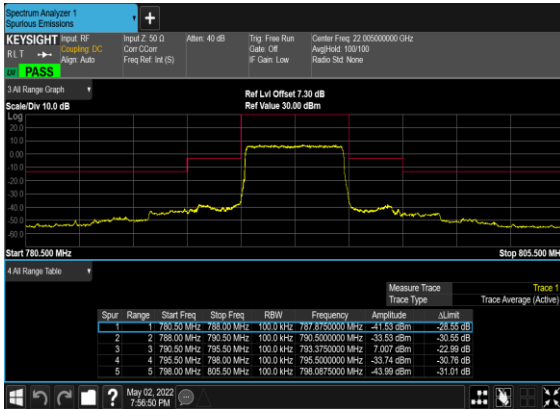 Spectrum Analyzer 1
Spurious Emissions
+
KEYSIGHT
R L T
LXI PASS
Input: RF
Coupling: DC
Align: Auto
Input Z: 50 Ω
Corr CCorr
Freq Ref: Int (S)
Atten: 40 dB
Trig: Free Run
Gate: Off
IF Gain: Low
Center Freq: 22.005000000 GHz
Avg|Hold: 100/100
Radio Std: None
3 All Range Graph
Scale/Div 10.0 dB
Ref Lvl Offset 7.30 dB
Ref Value 30.00 dBm
Log
20.0
10.0
0.00
-10.0
-20.0
-30.0
-40.0
-50.0
-60.0
Start 780.500 MHz
Stop 805.500 MH
4 All Range Table
Measure Trace Trace 1
Trace Type Trace Average (Active)
Spur Range Start Freq Stop Freq RBW Frequency Amplitude ΔLimit
1 1 780.50 MHz 788.00 MHz 100.0 kHz 787.8750000 MHz -41.53 dBm -28.55 dB
2 2 788.00 MHz 790.50 MHz 100.0 kHz 790.5000000 MHz -33.53 dBm -30.55 dB
3 3 790.50 MHz 795.50 MHz 100.0 kHz 793.3750000 MHz 7.007 dBm -22.99 dB
4 4 795.50 MHz 798.00 MHz 100.0 kHz 795.5000000 MHz -33.74 dBm -30.76 dB
5 5 798.00 MHz 805.50 MHz 100.0 kHz 798.0875000 MHz -43.99 dBm -31.01 dB
?
May 02, 2022
7:56:50 PM